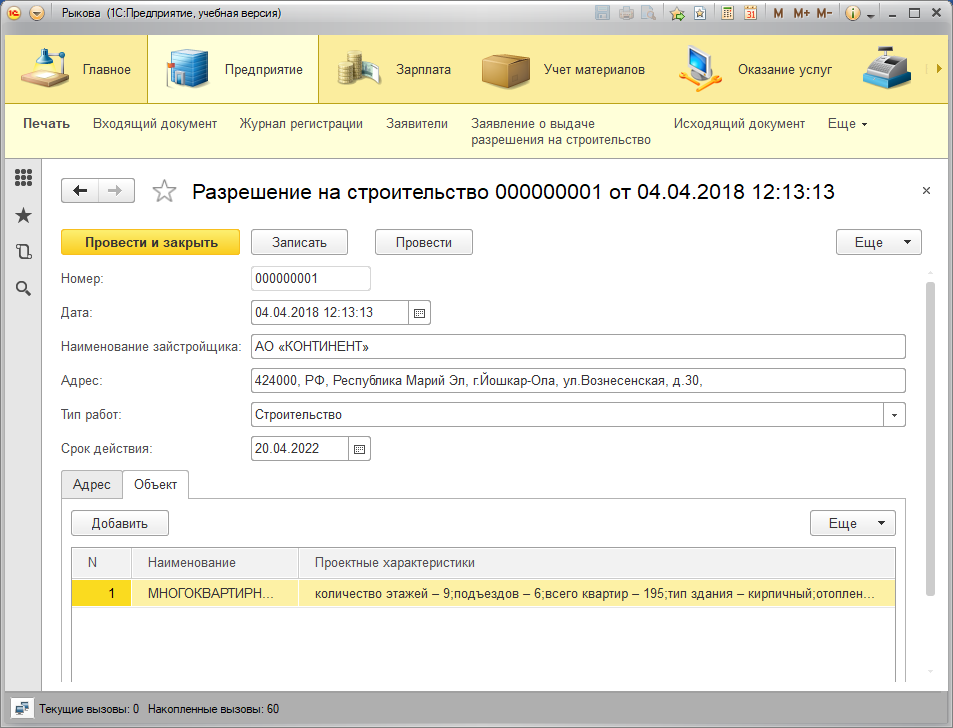 Рыкова (1С:Предприятие, учебная версия)
31 M M+ M-
Главное Предприятие Зарплата Учет материалов Оказание услуг
Печать Входящий документ Журнал регистрации Заявители Заявление о выдаче разрешения на строительство Исходящий документ Еще
Разрешение на строительство 000000001 от 04.04.2018 12:13:13
Провести и закрыть Записать Провести Еще
Номер: 000000001
Дата: 04.04.2018 12:13:13
Наименование зайстройщика: АО «КОНТИНЕНТ»
Адрес: 424000, РФ, Республика Марий Эл, г.Йошкар-Ола, ул.Вознесенская, д.30,
Тип работ: Строительство
Срок действия: 20.04.2022
Адрес Объект
Добавить Еще
N Наименование Проектные характеристики
1 МНОГОКВАРТИРН... количество этажей – 9;подъездов – 6;всего квартир – 195;тип здания – кирпичный;отоплен...
Текущие вызовы: 0 Накопленные вызовы: 60